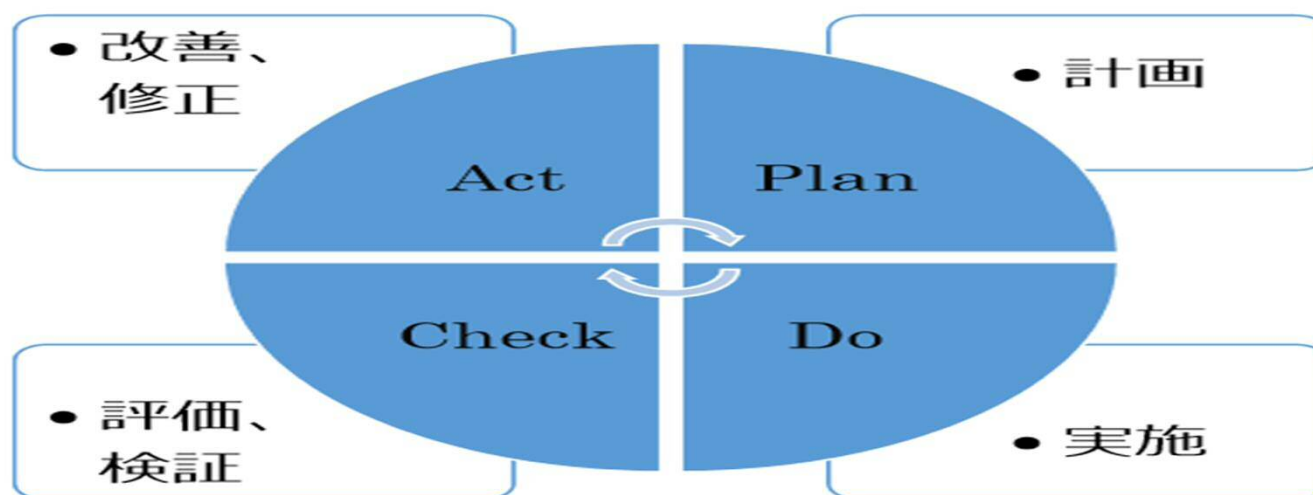 • 改善、
修正
• 計画
Act
Plan
Check
Do
• 評価、
検証
• 実施